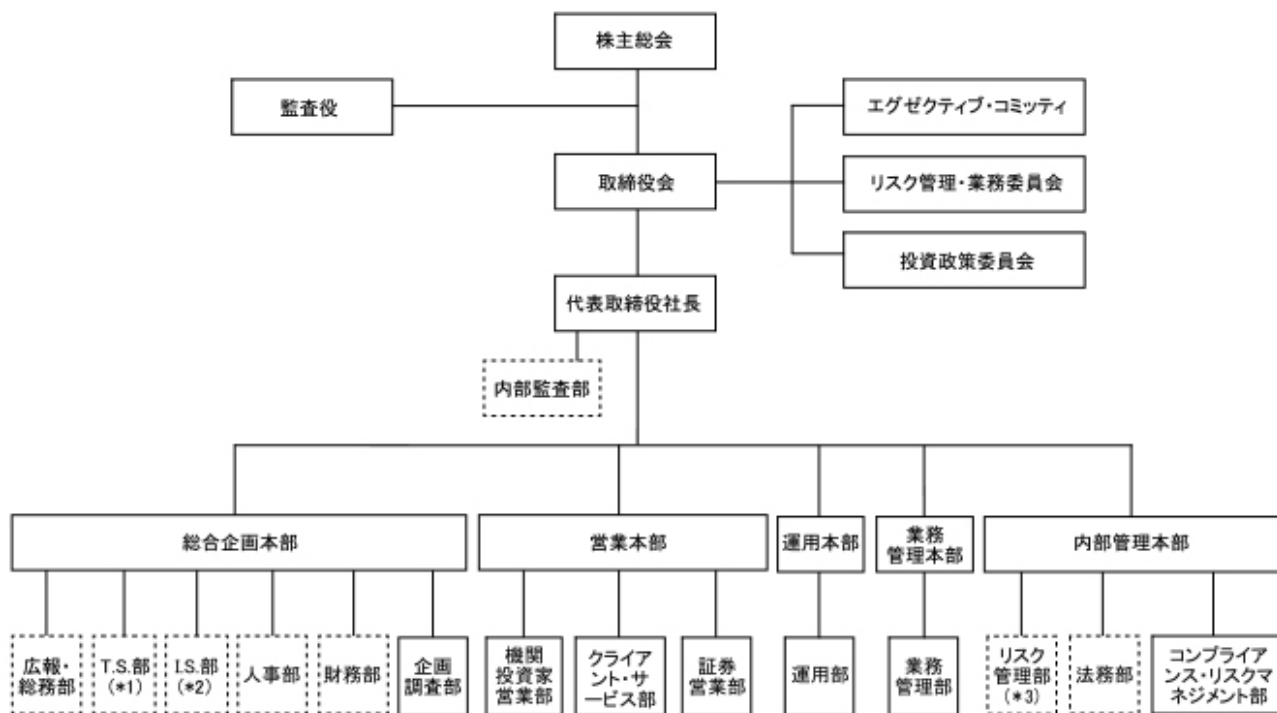 株主総会
監査役
エグゼクティブ・コミッティ
取締役会
リスク管理・業務委員会
投資政策委員会
代表取締役社長
内部監査部
総合企画本部
営業本部
運用本部
業務
管理本部
内部管理本部
広報・
総務部
T.S.部
(*1)
I.S.部
(*2)
人事部
財務部
企画
調査部
機関
投資家
営業部
クライア
ント・サ
ービス部
証券
営業部
運用部
業務
管理部
リスク
管理部
(*3)
法務部
コンプライア
ンス・リスクマ
ネジメント部